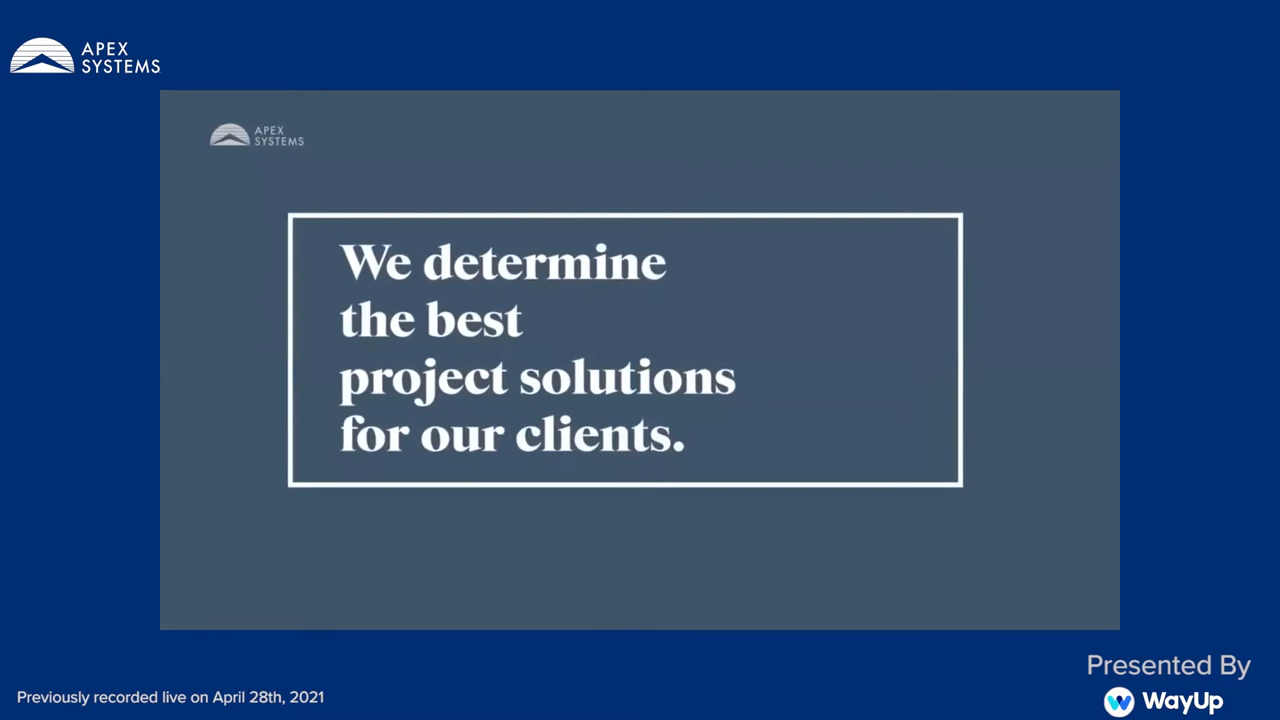 APEX
SYSTEMS
APEX
SYSTEMS
We determine
the best
project solutions
for our clients.
Presented By
WayUp
Previously recorded live on April 28th, 2021